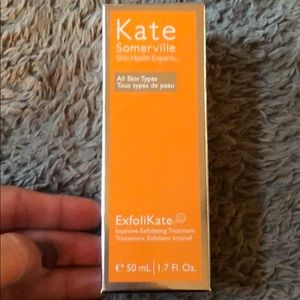 Kate
Somerville
Skin Health Experts
All Skin Types
Tous types de peau
ExfoliKate
Intensive Exfoliating Treatment
Traitement Exfoliant Intensif
℮ 50 mL | 1.7 Fl. Oz.